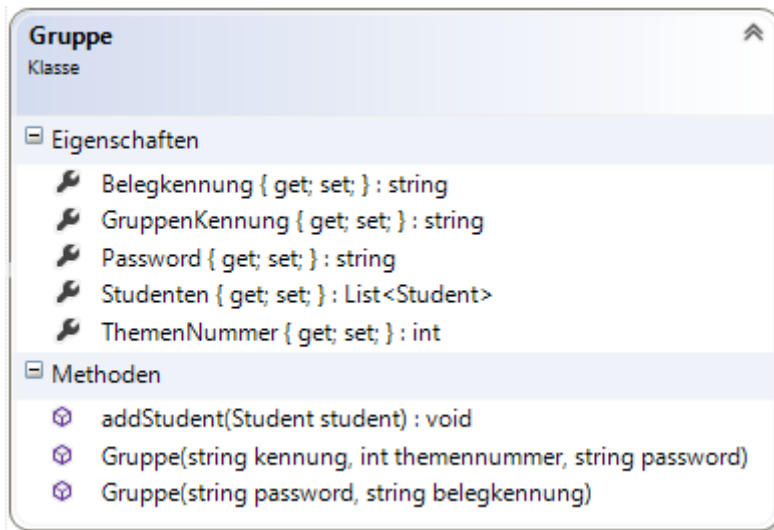 Gruppe
Klasse
Eigenschaften
Belegkennung { get; set; } : string
GruppenKennung { get; set; } : string
Password { get; set; } : string
Studenten { get; set; } : List<Student>
ThemenNummer { get; set; } : int
Methoden
addStudent(Student student) : void
Gruppe(string kennung, int themennummer, string password)
Gruppe(string password, string belegkennung)